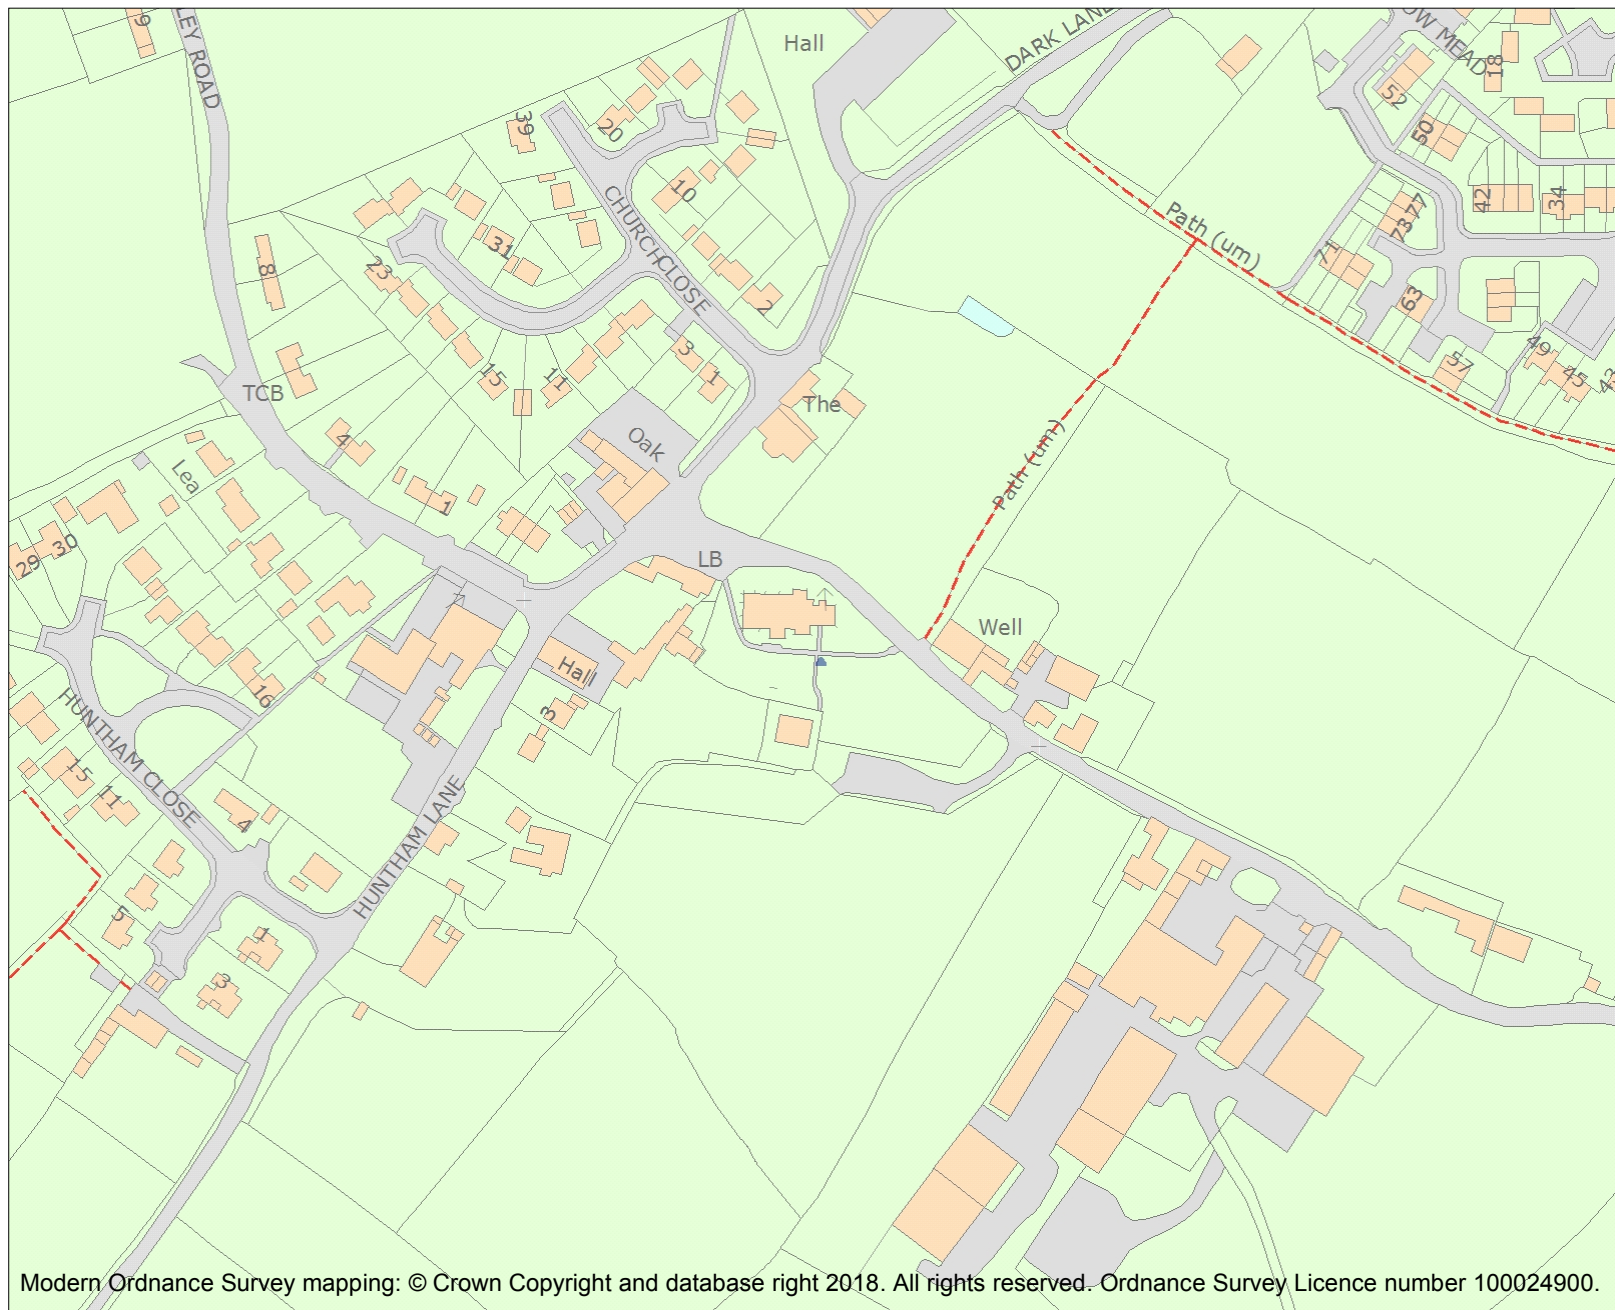 9
LEY ROAD
Hall
DARK LANE
OW MEAD
18
52
50
39
20
10
42
34
CHURCH CLOSE
Path (um)
7377
71
31
23
8
2
63
3
1
15
11
TCB
The
49
57
45
43
Oak
4
Lea
1
Path (um)
30
29
LB
7
Well
Hall
16
3
HUNTHAM CLOSE
15
11
4
HUNTHAM LANE
5
1
3
Modern Ordnance Survey mapping: © Crown Copyright and database right 2018. All rights reserved. Ordnance Survey Licence number 100024900.